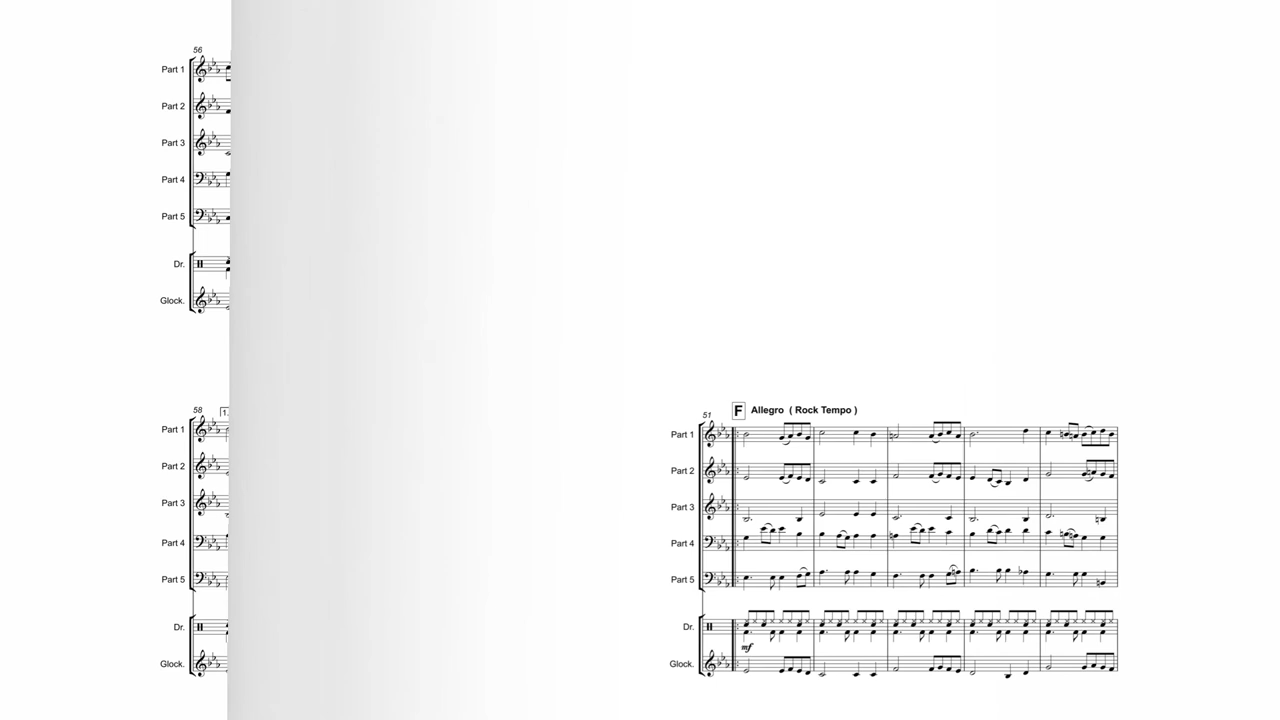 56
Part 1
Part 2
Part 3
Part 4
Part 5
Dr.
Glock.
58
1.
Part 1
Part 2
Part 3
Part 4
Part 5
Dr.
Glock.
F Allegro ( Rock Tempo )
51
Part 1
Part 2
Part 3
Part 4
Part 5
Dr.
mf
Glock.